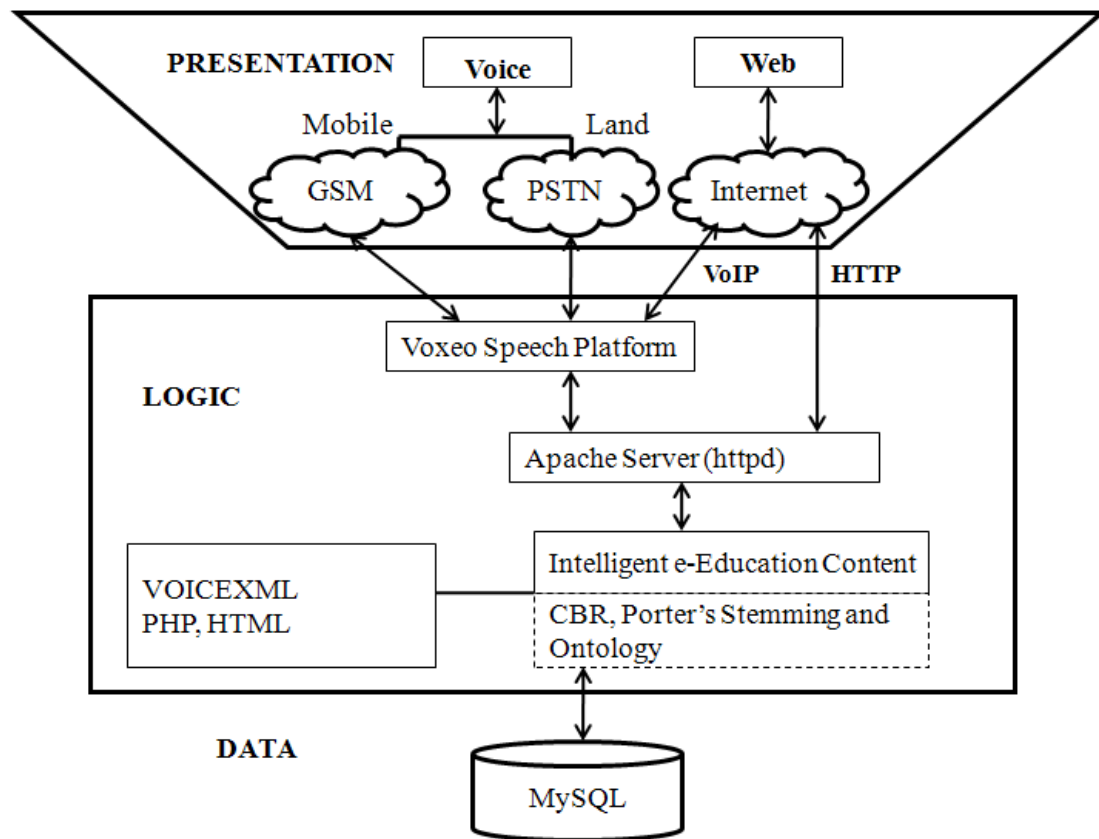 PRESENTATION
Voice
Web
Mobile
Land
GSM
PSTN
Internet
VoIP
HTTP
Voxeo Speech Platform
LOGIC
Apache Server (httpd)
Intelligent e-Education Content
VOICEXML
PHP, HTML
CBR, Porter's Stemming and
Ontology
DATA
MySQL